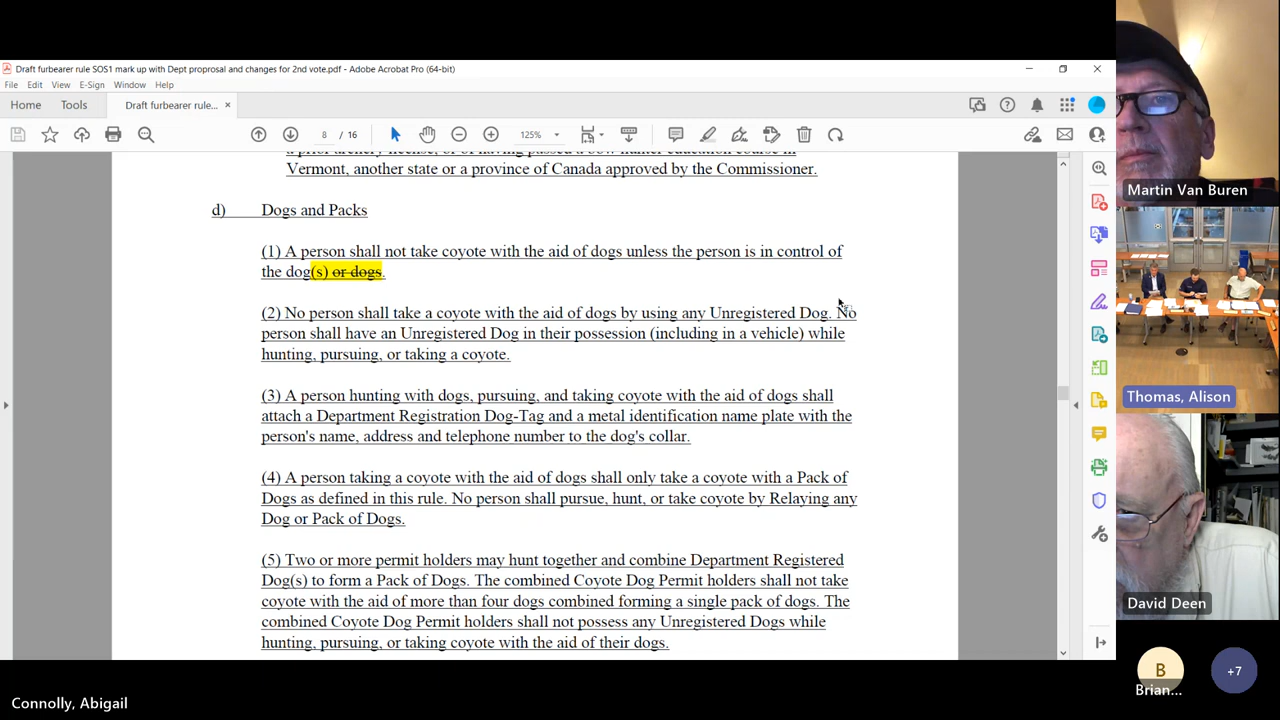 Draft furbearer rule SOS1 mark up with Dept proprosal and changes for 2nd vote.pdf - Adobe Acrobat Pro (64-bit)
File Edit View E-Sign Window Help
Home Tools Draft furbearer rule... ×
8 / 16 125%
a prior archery license, or of having passed a bow hunter education course in
Vermont, another state or a province of Canada approved by the Commissioner.
d) Dogs and Packs
(1) A person shall not take coyote with the aid of dogs unless the person is in control of
the dog(s) or dogs.
(2) No person shall take a coyote with the aid of dogs by using any Unregistered Dog. No
person shall have an Unregistered Dog in their possession (including in a vehicle) while
hunting, pursuing, or taking a coyote.
(3) A person hunting with dogs, pursuing, and taking coyote with the aid of dogs shall
attach a Department Registration Dog-Tag and a metal identification name plate with the
person's name, address and telephone number to the dog's collar.
(4) A person taking a coyote with the aid of dogs shall only take a coyote with a Pack of
Dogs as defined in this rule. No person shall pursue, hunt, or take coyote by Relaying any
Dog or Pack of Dogs.
(5) Two or more permit holders may hunt together and combine Department Registered
Dog(s) to form a Pack of Dogs. The combined Coyote Dog Permit holders shall not take
coyote with the aid of more than four dogs combined forming a single pack of dogs. The
combined Coyote Dog Permit holders shall not possess any Unregistered Dogs while
hunting, pursuing, or taking coyote with the aid of their dogs.
Martin Van Buren
Thomas, Alison
David Deen
B
Brian...
+7
Connolly, Abigail